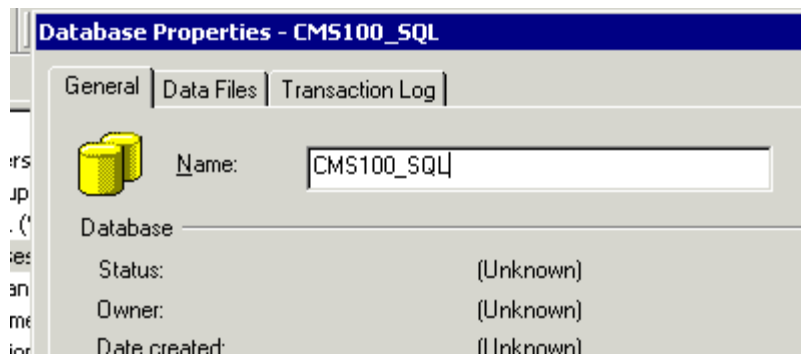 Database Properties - CMS100_SQL
General Data Files Transaction Log
Name: CMS100_SQL
Database
Status: (Unknown)
Owner: (Unknown)
Date created: (Unknown)